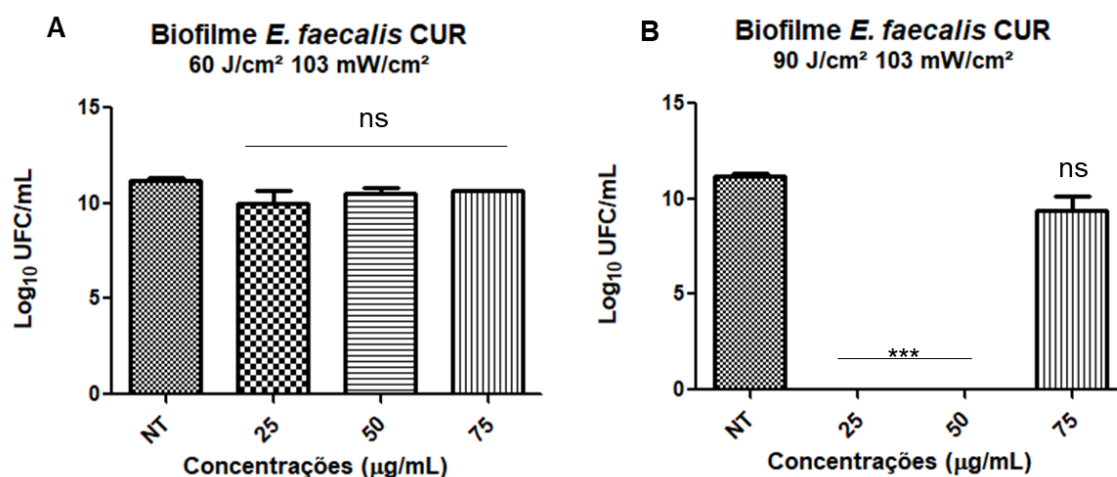 A
Biofilme E. faecalis CUR
60 J/cm² 103 mW/cm²
ns
15
10
5
0
Log₁₀ UFC/mL
NT
25
50
75
Concentrações (µg/mL)
B
Biofilme E. faecalis CUR
90 J/cm² 103 mW/cm²
ns
15
10
5
0
Log₁₀ UFC/mL
***
NT
25
50
75
Concentrações (µg/mL)